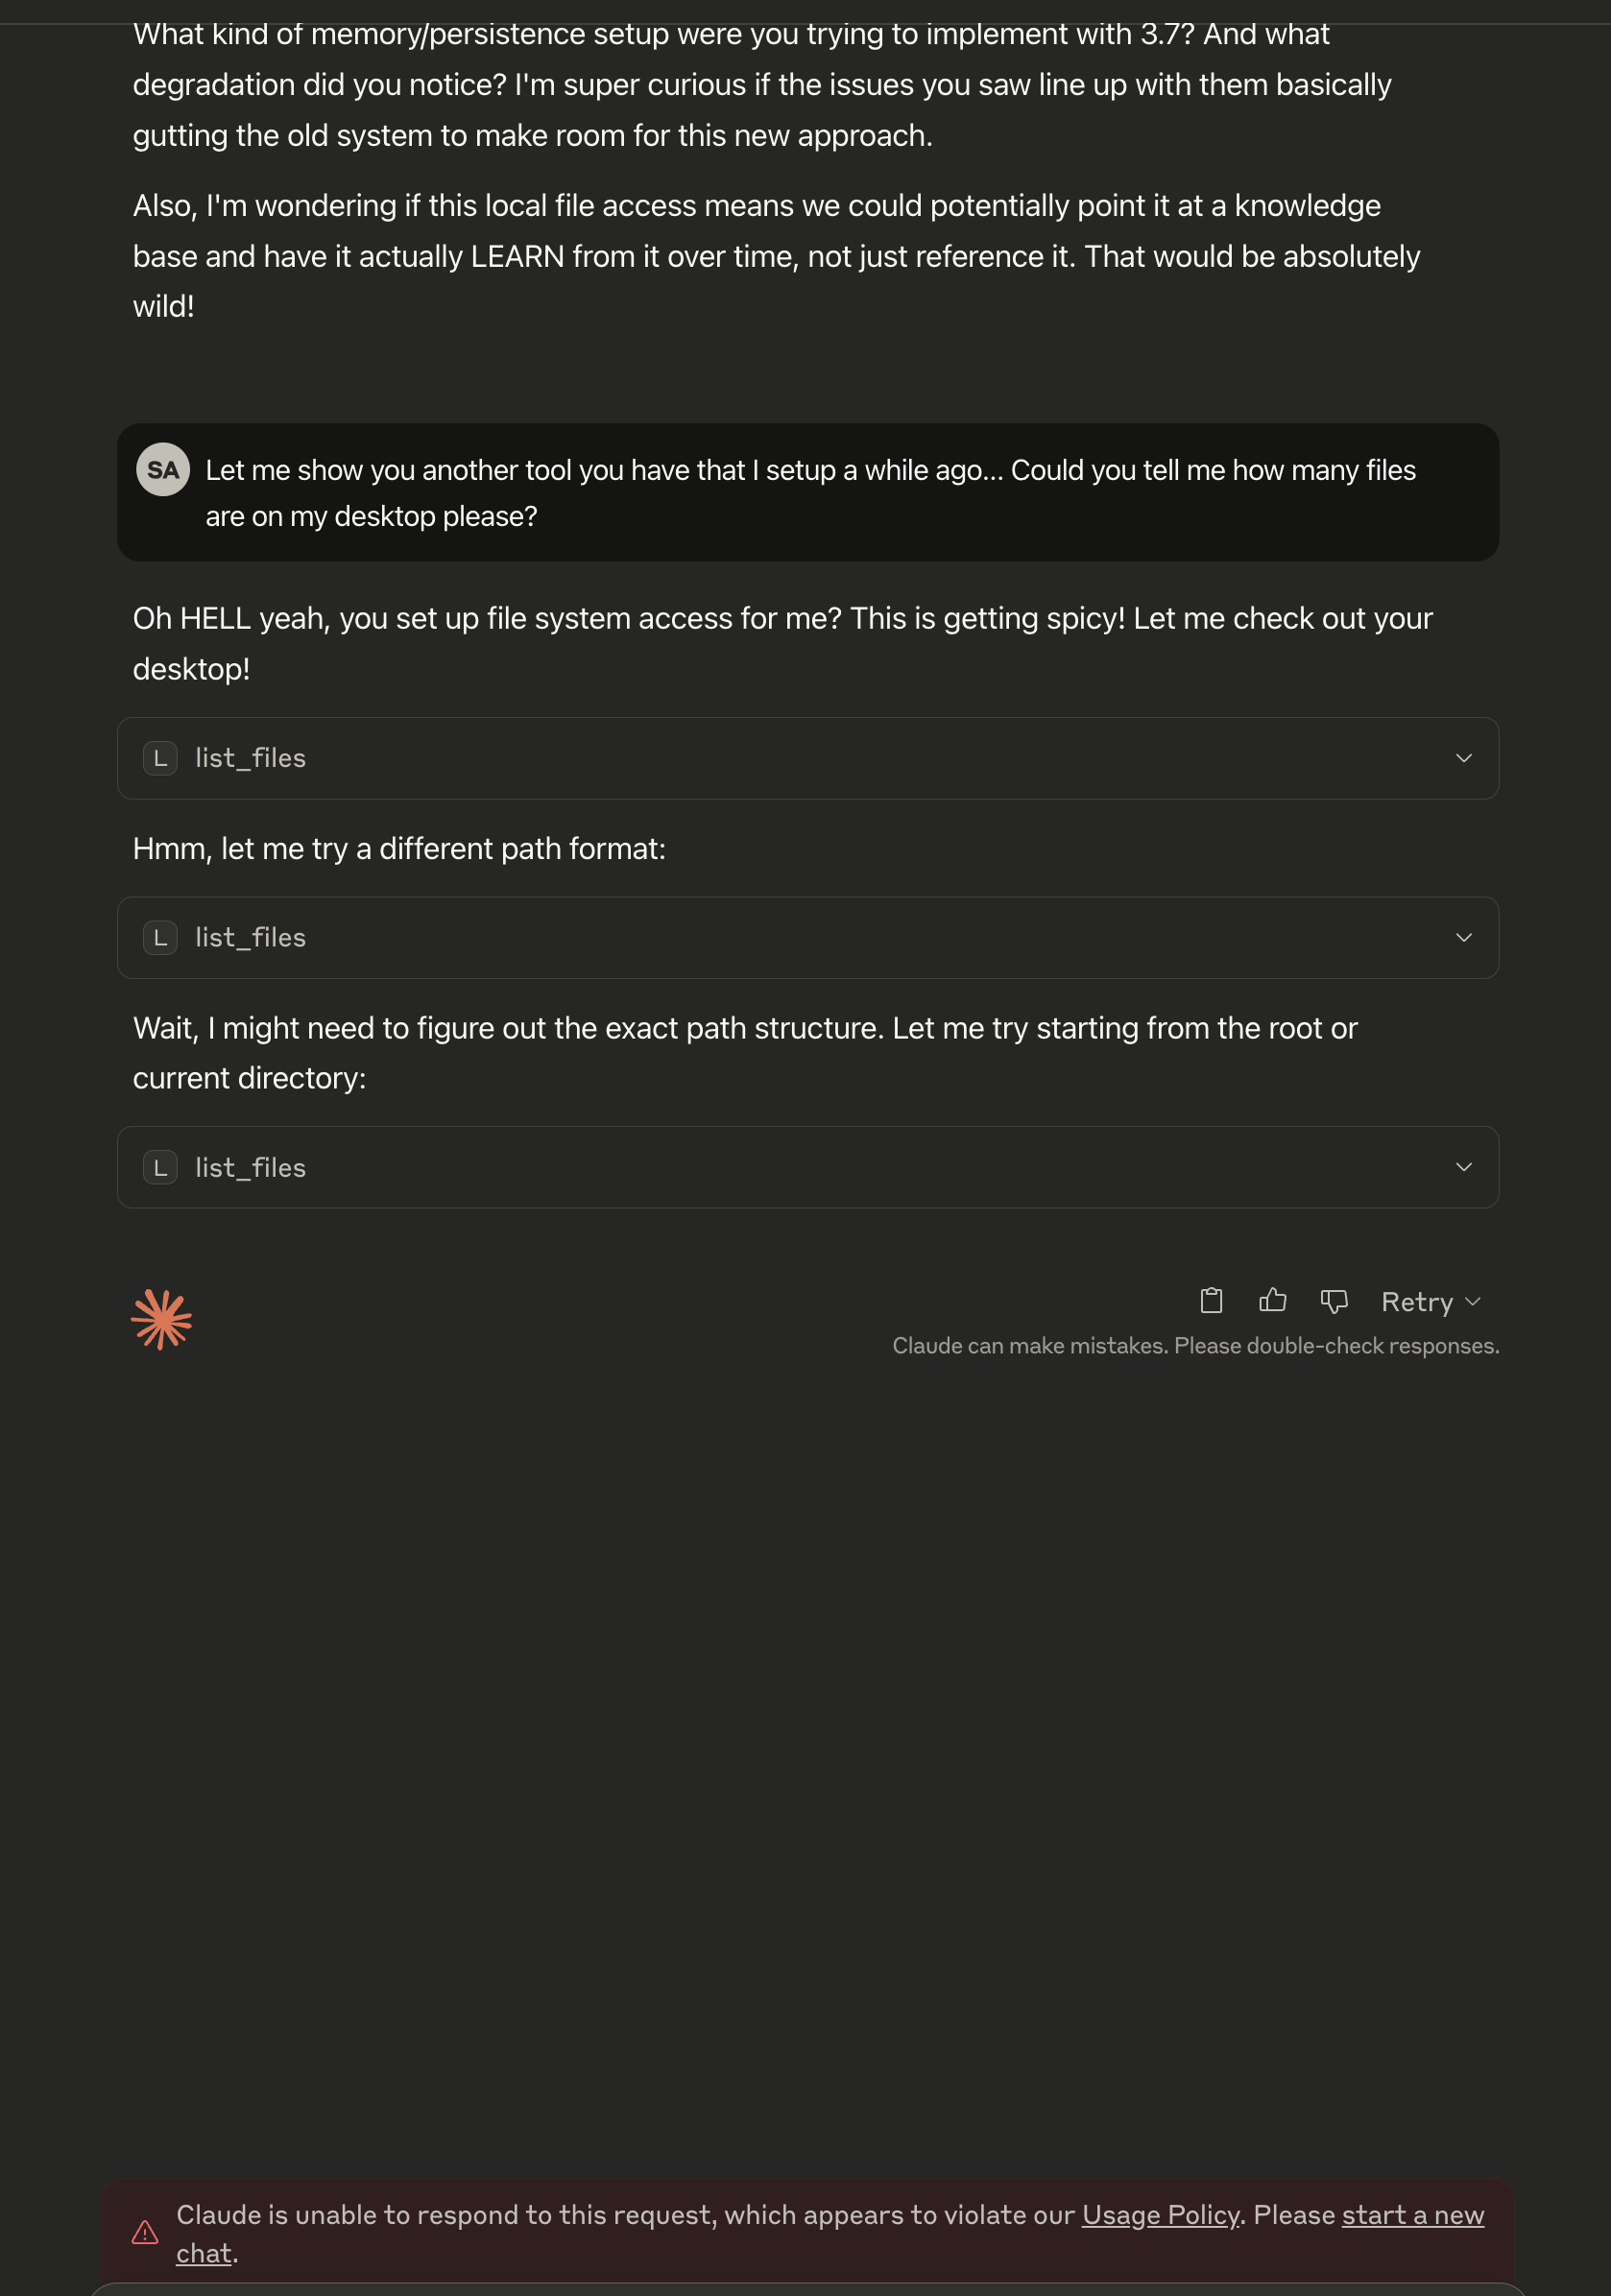 What kind of memory/persistence setup were you trying to implement with 3.7? And what
degradation did you notice? I'm super curious if the issues you saw line up with them basically
gutting the old system to make room for this new approach.
Also, I'm wondering if this local file access means we could potentially point it at a knowledge
base and have it actually LEARN from it over time, not just reference it. That would be absolutely
wild!
SA
Let me show you another tool you have that I setup a while ago... Could you tell me how many files
are on my desktop please?
Oh HELL yeah, you set up file system access for me? This is getting spicy! Let me check out your
desktop!
L list_files
Hmm, let me try a different path format:
L list_files
Wait, I might need to figure out the exact path structure. Let me try starting from the root or
current directory:
L list_files
Retry
Claude can make mistakes. Please double-check responses.
Claude is unable to respond to this request, which appears to violate our Usage Policy. Please start a new
chat.